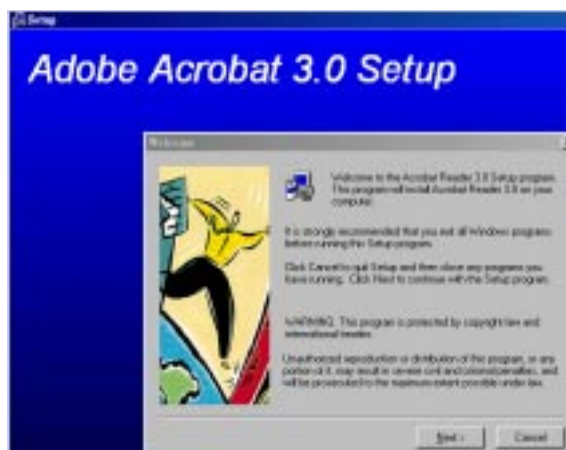 Setup
Adobe Acrobat 3.0 Setup
Welcome
Welcome to the Acrobat Reader 3.0 Setup program.
This program will install Acrobat Reader 3.0 on your
computer.
It is strongly recommended that you exit all Windows programs
before running this Setup program.
Click Cancel to quit Setup and then close any programs you
have running. Click Next to continue with the Setup program.
WARNING: This program is protected by copyright law and
international treaties.
Unauthorized reproduction or distribution of this program, or any
portion of it, may result in severe civil and criminal penalties, and
will be prosecuted to the maximum extent possible under law.
Next >
Cancel